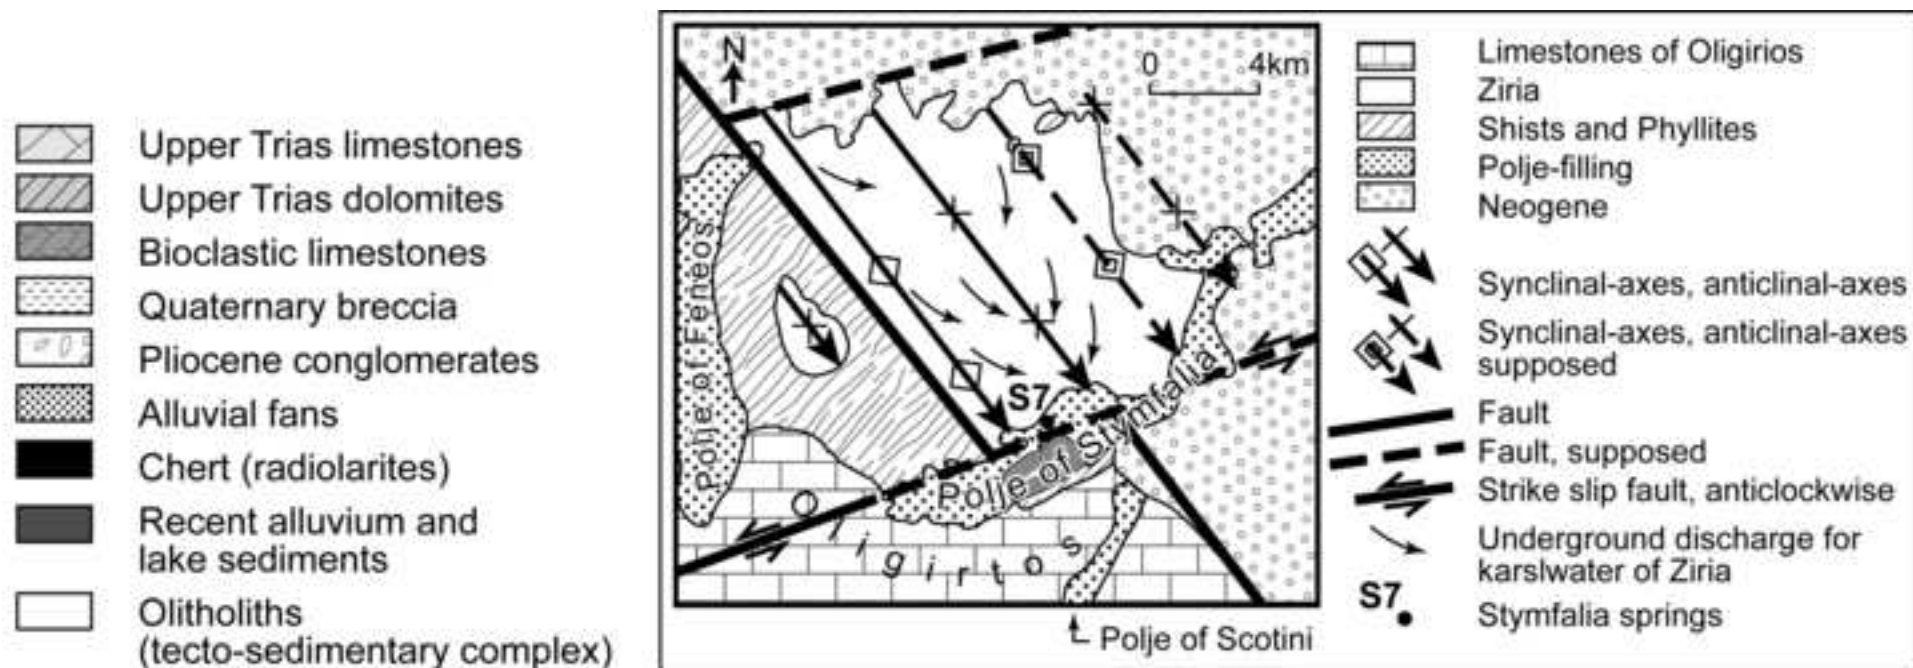 Upper Trias limestones
Upper Trias dolomites
Bioclastic limestones
Quaternary breccia
Pliocene conglomerates
Alluvial fans
Chert (radiolarites)
Recent alluvium and
lake sediments
Olitholiths
(tecto-sedimentary complex)
N
0 4km
Polje of Feneos
S7
Polje of Stymfalia
Oligirtos
Polje of Scotini
Limestones of Oligirios
Ziria
Shists and Phyllites
Polje-filling
Neogene
Synclinal-axes, anticlinal-axes
Synclinal-axes, anticlinal-axes
supposed
Fault
Fault, supposed
Strike slip fault, anticlockwise
Underground discharge for
karslwater of Ziria
S7
Stymfalia springs